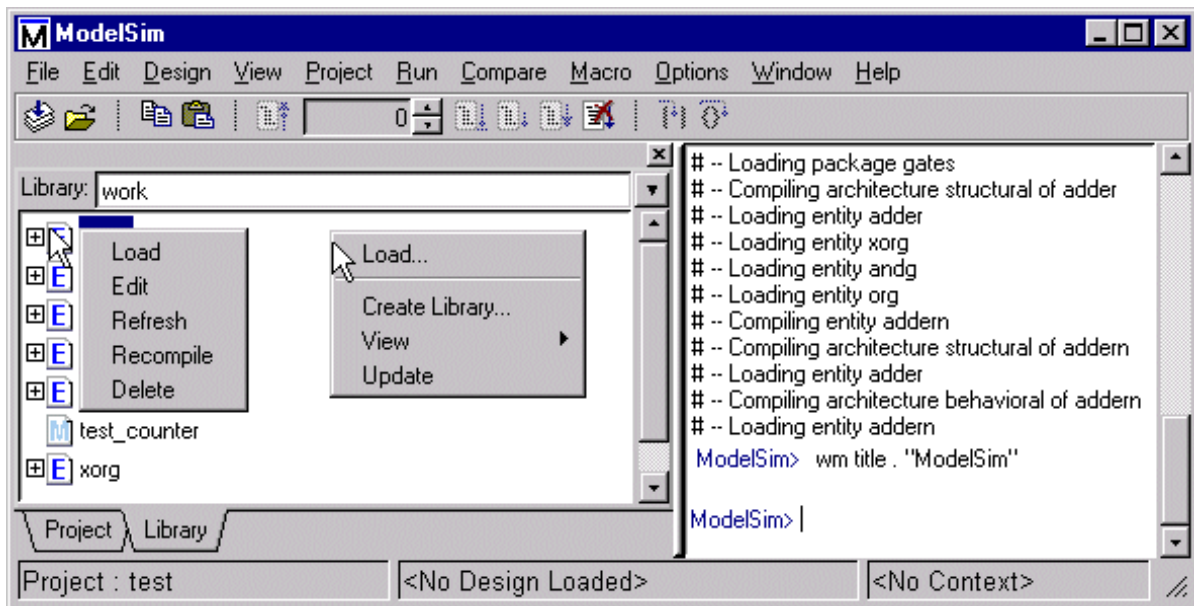 ModelSim
File Edit Design View Project Run Compare Macro Options Window Help
0
Library: work
Load
Edit
Refresh
Recompile
Delete
Load...
Create Library...
View
Update
E
E
E
E
M test_counter
E xorg
Project Library
# -- Loading package gates
# -- Compiling architecture structural of adder
# -- Loading entity adder
# -- Loading entity xorg
# -- Loading entity andg
# -- Loading entity org
# -- Compiling entity addern
# -- Compiling architecture structural of addern
# -- Loading entity adder
# -- Compiling architecture behavioral of addern
# -- Loading entity addern
ModelSim> wm title . "ModelSim"
ModelSim>
Project : test
<No Design Loaded>
<No Context>